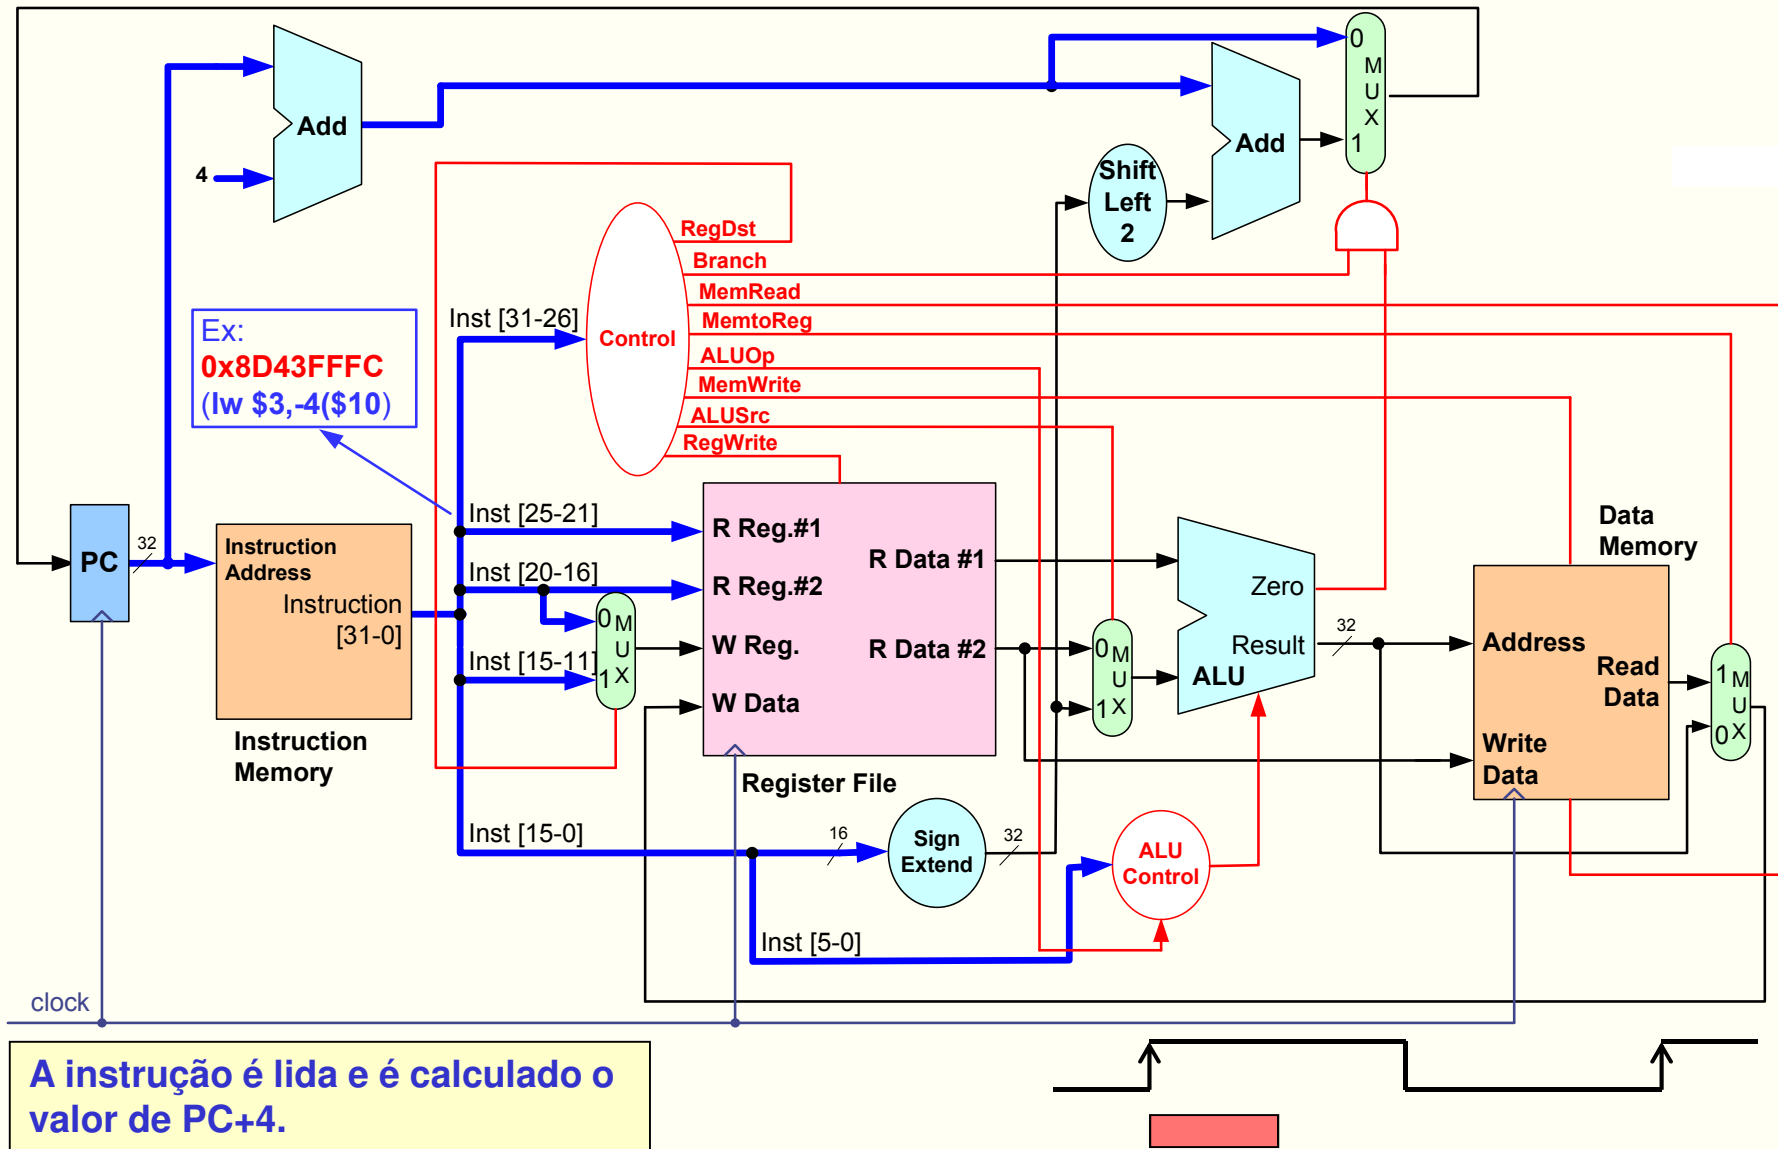 0
M
U
X
1
Add
4
Add
Shift
Left
2
RegDst
Branch
MemRead
MemtoReg
ALUOp
MemWrite
ALUSrc
RegWrite
Control
Inst [31-26]
Ex:
0x8D43FFFC
(lw $3,-4($10)
Inst [25-21]
Inst [20-16]
Inst [15-11]
PC
32
Instruction
Address
Instruction
[31-0]
Instruction
Memory
0
M
U
1
X
R Reg.#1
R Reg.#2
W Reg.
W Data
R Data #1
R Data #2
Register File
0
M
U
1
X
Zero
Result
ALU
32
Data
Memory
Address
Read
Data
Write
Data
1
M
U
0
X
Inst [15-0]
16
Sign
Extend
32
ALU
Control
Inst [5-0]
clock
A instrução é lida e é calculado o
valor de PC+4.